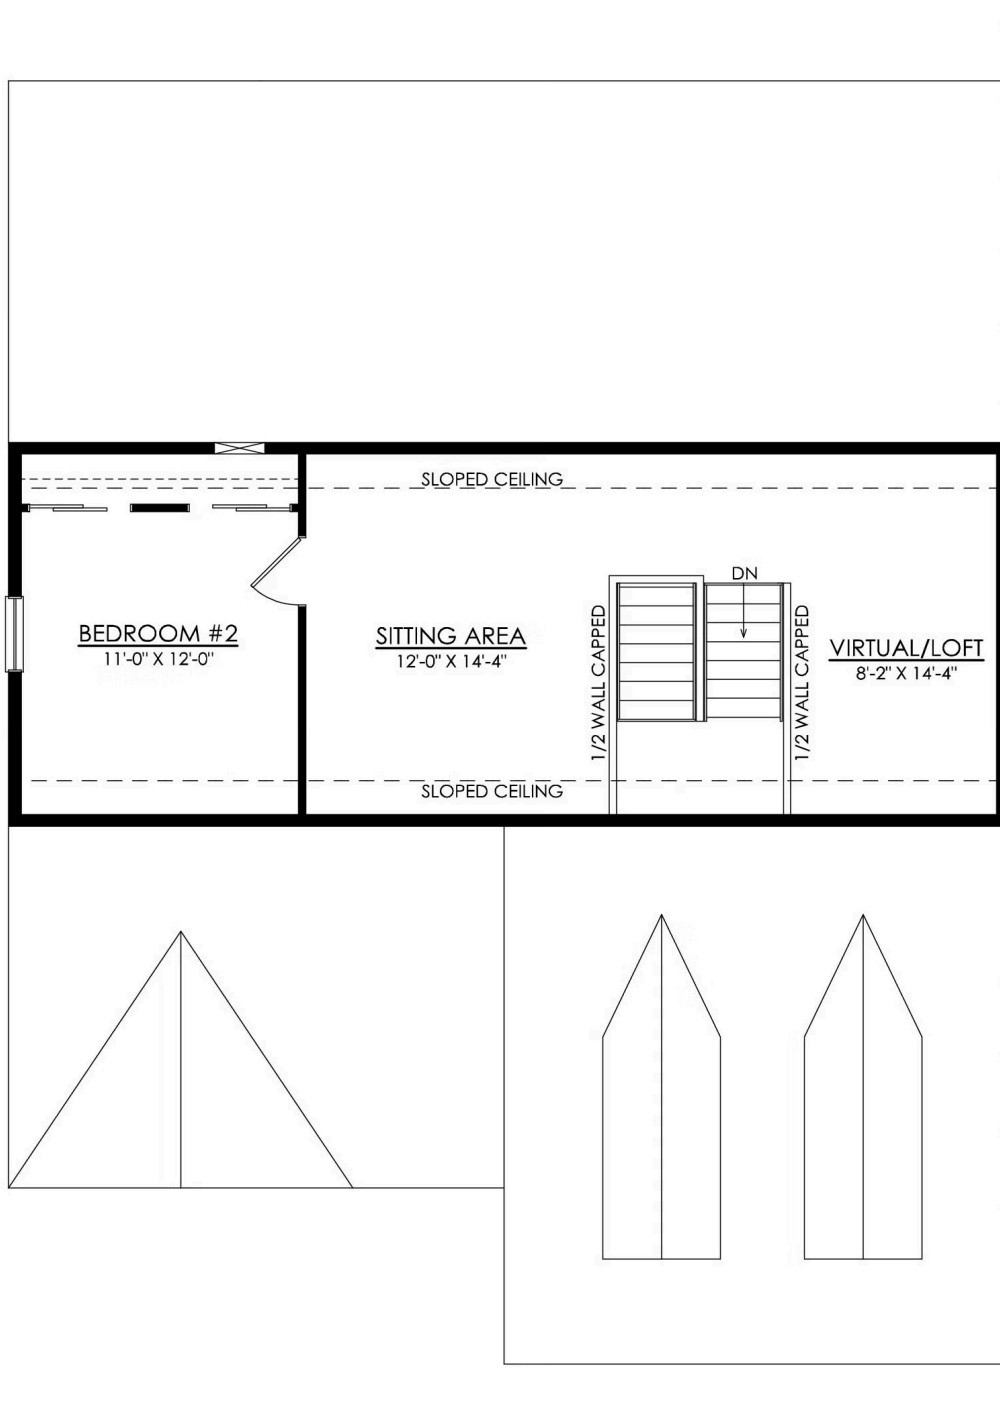 SLOPED CEILING
DN
BEDROOM #2
11'-0" X 12'-0"
SITTING AREA
12'-0" X 14'-4"
1/2 WALL CAPPED
1/2 WALL CAPPED
VIRTUAL/LOFT
8'-2" X 14'-4"
SLOPED CEILING